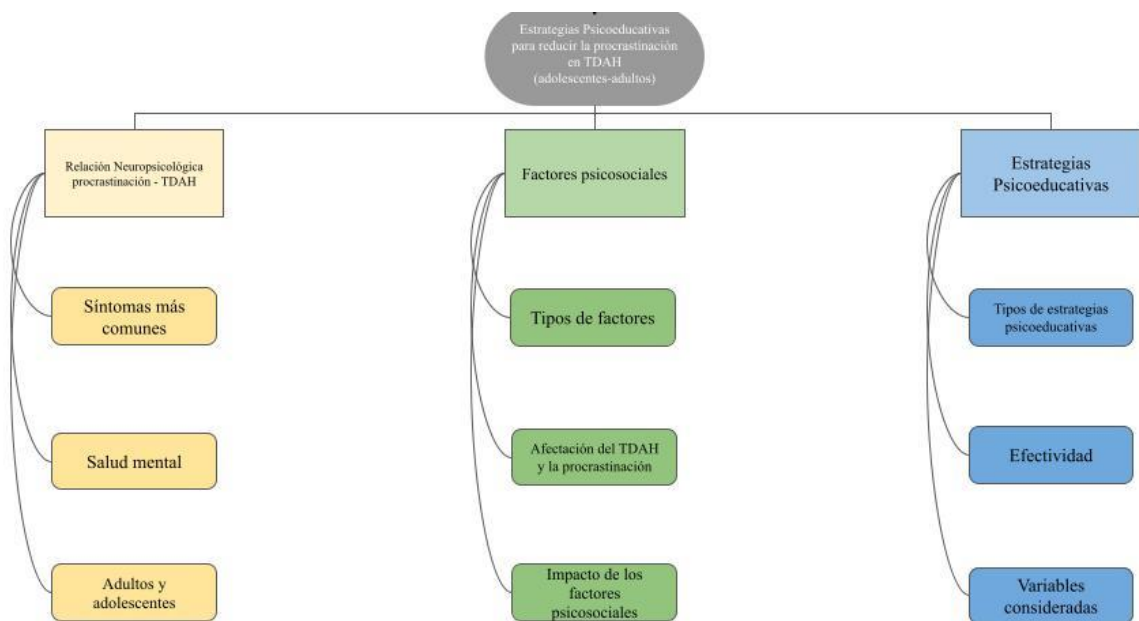 Estrategias Psicoeducativas
para reducir la procrastinación
en TDAH
(adolescentes-adultos)
Relación Neuropsicológica
procrastinación - TDAH
Factores psicosociales
Estrategias
Psicoeducativas
Síntomas más
comunes
Tipos de factores
Tipos de estrategias
psicoeducativas
Salud mental
Afectación del TDAH
y la procrastinación
Efectividad
Adultos y
adolescentes
Impacto de los
factores
psicosociales
Variables
consideradas